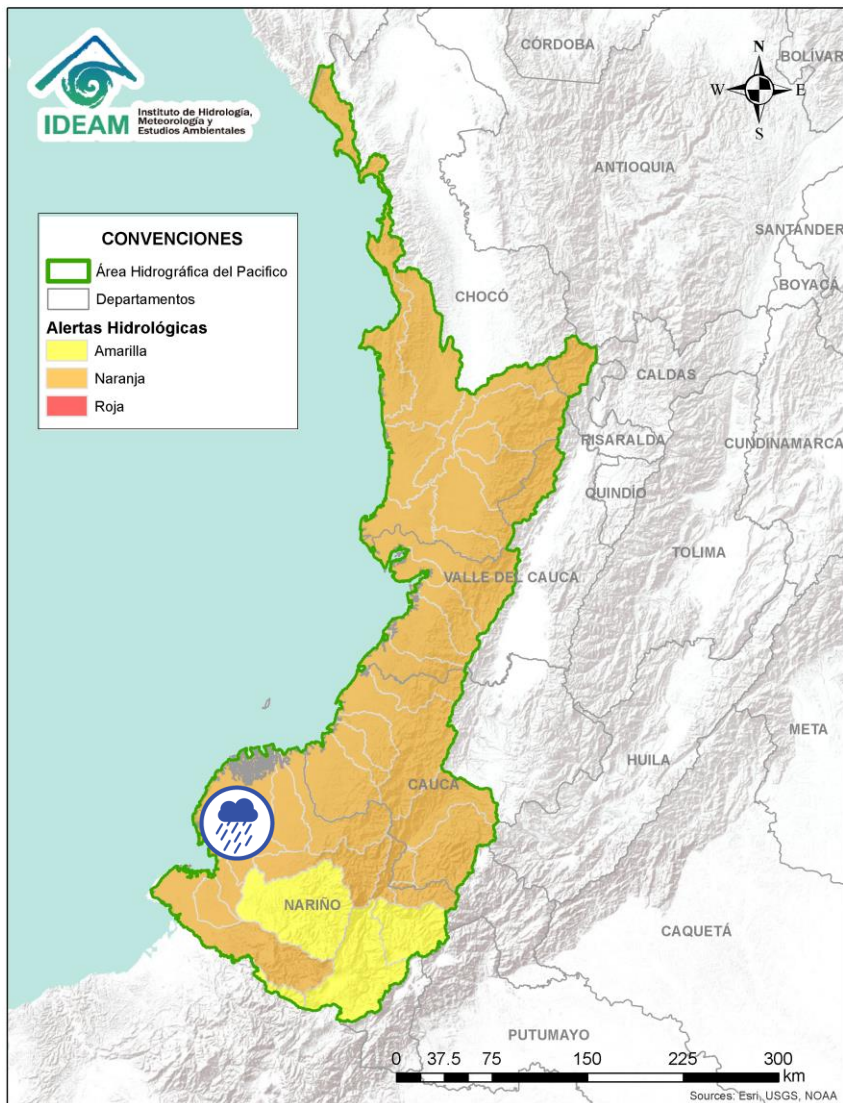 IDEAM
Instituto de Hidrología,
Meteorología y
Estudios Ambientales
CÓRDOBA
BOLÍVAR
N
W
E
S
ANTIOQUIA
SANTANDER
BOYACÁ
CONVENCIONES
Área Hidrográfica del Pacifico
Departamentos
Alertas Hidrológicas
Amarilla
Naranja
Roja
CHOCÓ
CALDAS
RISARALDA
CUNDINAMARCA
QUINDÍO
TOLIMA
VALLE DEL CAUCA
META
HUILA
CAUCA
NARIÑO
CAQUETÁ
PUTUMAYO
0 37.5 75 150 225 300
km
Sources: Esri, USGS, NOAA